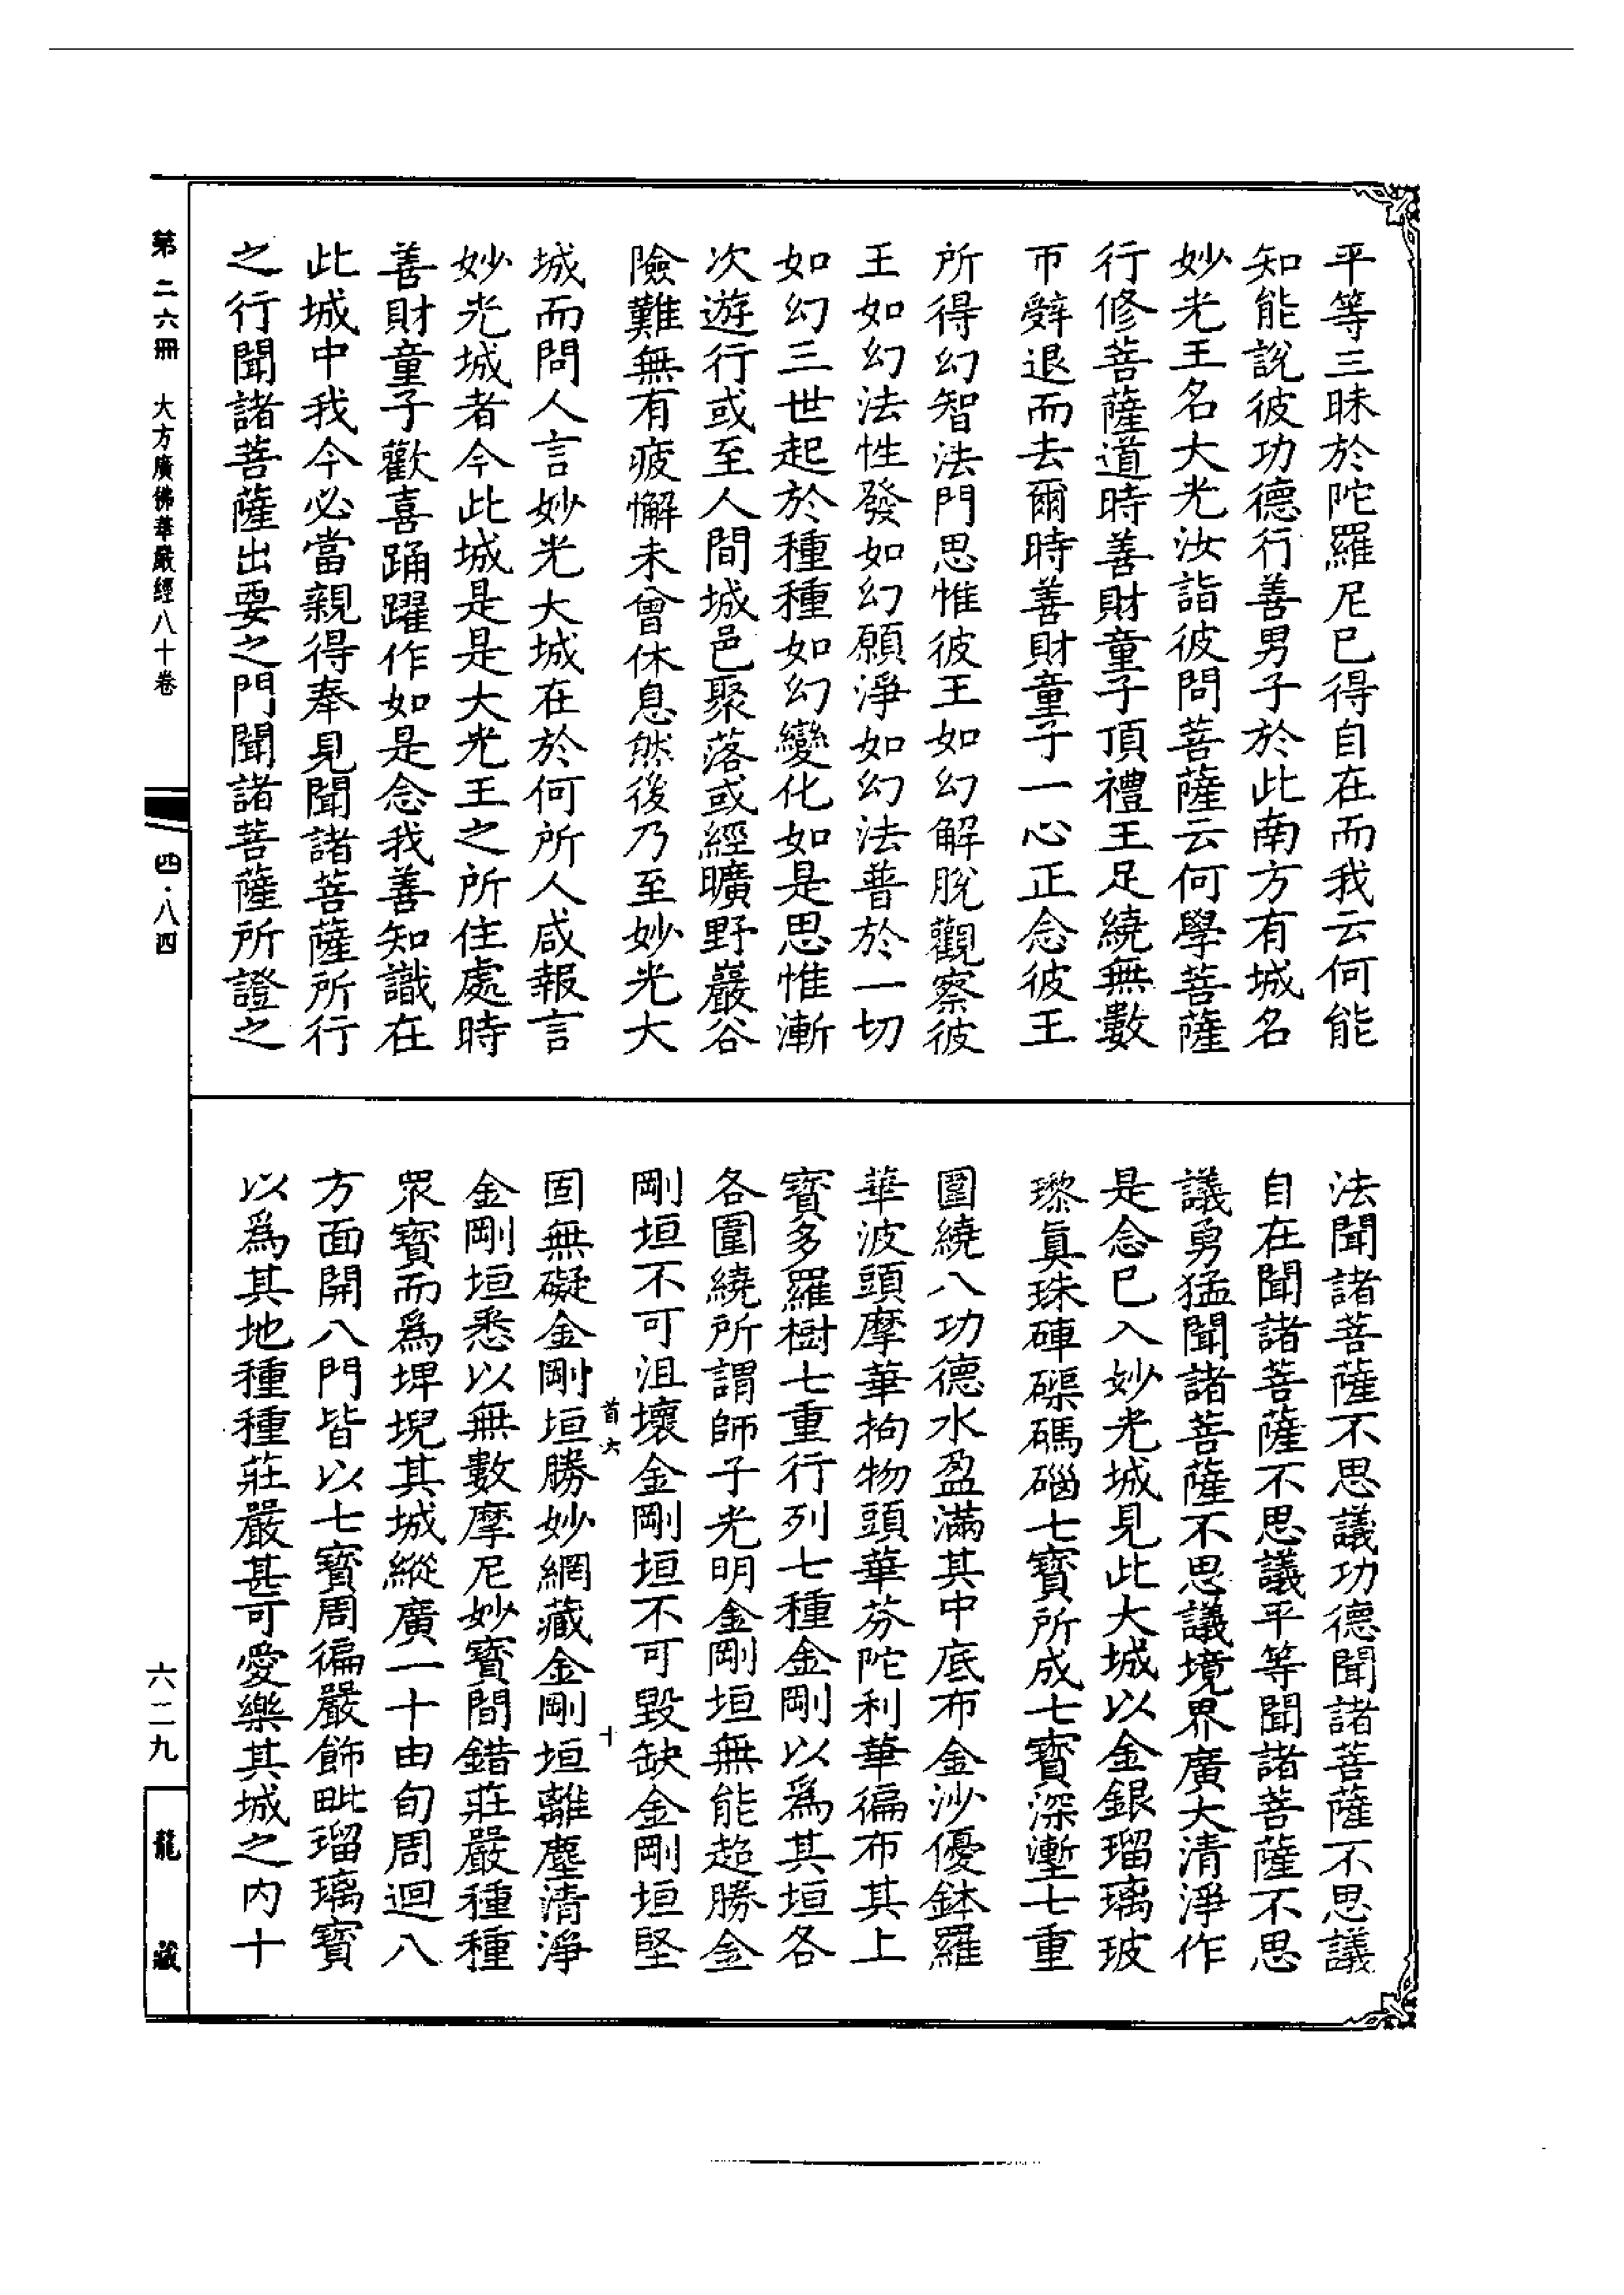 平等三昧於陀羅尼已得自在而我云何能
知能說彼功德行善男子於此南方有城名
妙光王名大光汝詣彼問菩薩云何學菩薩
行修菩薩道時善財童子頂禮王足繞無數
帀辤退而去爾時善財童子一心正念彼王
所得幻智法門思惟彼王如幻解脫觀察彼
王如幻法性發如幻願淨如幻法普於一切
如幻三世起於種種如幻變化如是思惟漸
次遊行或至人間城邑聚落或經曠野巖谷
險難無有疲懈未曾休息然後乃至妙光大
城而問人言妙光大城在於何所人咸報言
妙光城者今此城是是大光王之所住處時
善財童子歡喜踊躍作如是念我善知識在
此城中我今必當親得奉見聞諸菩薩所行
之行聞諸菩薩出要之門聞諸菩薩所證之
法聞諸菩薩不思議功德聞諸菩薩不思議
自在聞諸菩薩不思議平等聞諸菩薩不思
議勇猛聞諸菩薩不思議境界廣大清淨作
是念已入妙光城見此大城以金銀瑠璃玻
瓈眞珠硨磲碼碯七寶所成七寶深塹七重
圍繞八功德水盈滿其中底布金沙優鉢羅
華波頭摩華拘物頭華芬陀利華徧布其上
寶多羅樹七重行列七種金剛以爲其垣各
各圍繞所謂師子光明金剛垣無能超勝金
剛垣不可沮壞金剛垣不可毀缺金剛垣堅
首六 十
固無礙金剛垣勝妙網藏金剛垣離塵清淨
金剛垣悉以無數摩尼妙寶間錯莊嚴種種
眾寶而爲埤堄其城縱廣一十由旬周迴八
方面開八門皆以七寶周徧嚴飾毗瑠璃寶
以爲其地種種莊嚴甚可愛樂其城之內十
第二六冊 大方廣佛華嚴經八十卷 四·八四
六二九
龍藏